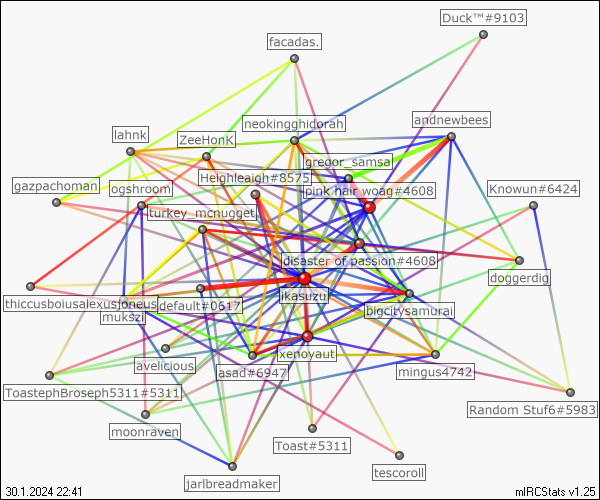 Duck™#9103
facadas.
neokingghidorah
andnewbees
lahnk
ZeeHonk
gregor_samsa
Heighleaigh#8575
pink hair woag#4608
gazpachoman
ogshroom
Knowun#6424
turkey_mcnugget
disaster of passion#4608
doggerdig
thiccusboiusalexusjoneus
default#0617
ikasuzu
mukszi
bigcitysamurai
xenoyaut
avelicious
asad#6947
mingus4742
ToastephBroseph5311#5311
Random Stuf6#5983
moonraven
Toast#5311
tescoroll
jarlbreadmaker
30.1.2024 22:41
mIRCStats v1.25